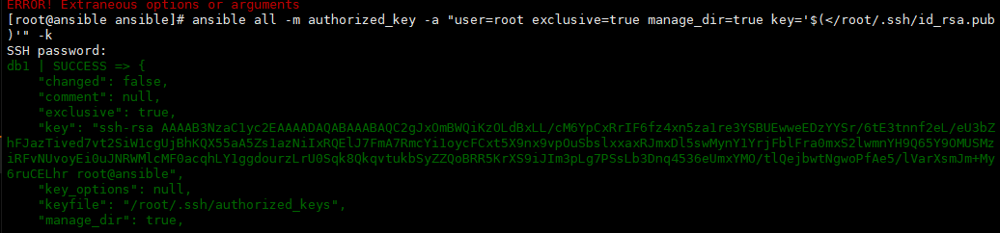 ERROR! Extraneous options or arguments
[root@ansible ansible]# ansible all -m authorized_key -a "user=root exclusive=true manage_dir=true key='$(</root/.ssh/id_rsa.pub
)'" -k
SSH password:
db1 | SUCCESS => {
    "changed": false,
    "comment": null,
    "exclusive": true,
    "key": "ssh-rsa AAAAB3NzaC1yc2EAAAADAQABAAABAQC2gJxOmBWQiKzOLdBxLL/cM6YpCxRrIF6fz4xn5za1re3YSBUEwweEDzYYSr/6tE3tnnf2eL/eU3bZ
hFJazTived7vt2SiW1cgUjBhKQX55aA5Zs1azNiIxRQElJ7FmA7RmcYi1oycFCxt5X9nx9vpOuSbslxxaxRJmxDl5swMynY1YrjFblFra0mxS2lwmnYH9Q65Y9OMUSMz
iRFvNUvoyEi0uJNRWMlcMF0acqhLY1ggdourzLrU0Sqk8QkqvtukbSyZZQoBRR5KrXS9iJIm3pLg7PSsLb3Dnq4536eUmxYMO/tlQejbwtNgwoPfAe5/lVarXsmJm+My
6ruCELhr root@ansible",
    "key_options": null,
    "keyfile": "/root/.ssh/authorized_keys",
    "manage_dir": true,